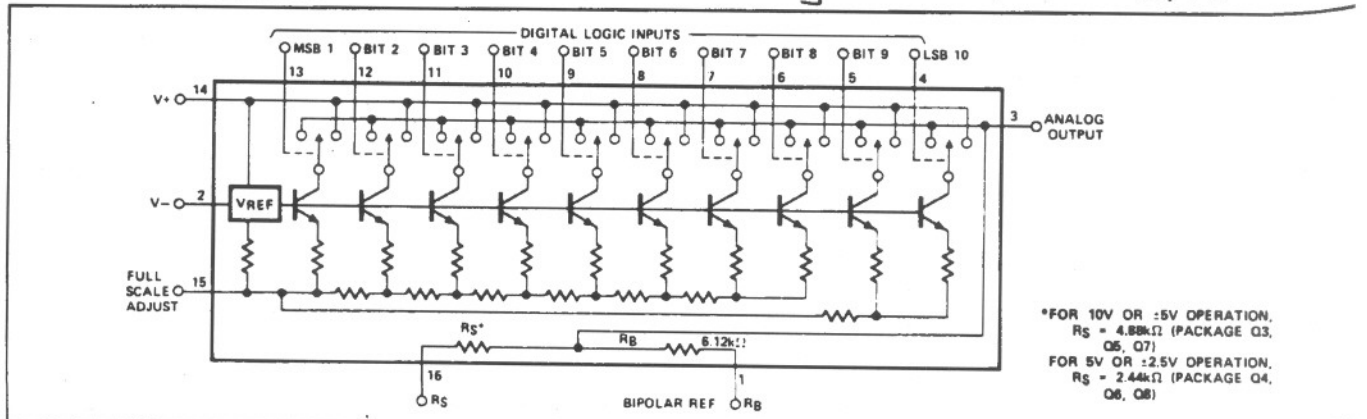 DIGITAL LOGIC INPUTS
MSB 1 BIT 2 BIT 3 BIT 4 BIT 5 BIT 6 BIT 7 BIT 8 BIT 9 LSB 10
13 12 11 10 9 8 7 6 5 4
V+ 14
3 ANALOG OUTPUT
V− 2
VREF
FULL SCALE ADJUST 15
RS*
RB 6.12kΩ
16
1
RS
BIPOLAR REF RB
*FOR 10V OR ±5V OPERATION,
RS = 4.88kΩ (PACKAGE Q3,
Q5, Q7)
FOR 5V OR ±2.5V OPERATION,
RS = 2.44kΩ (PACKAGE Q4,
Q6, Q8)